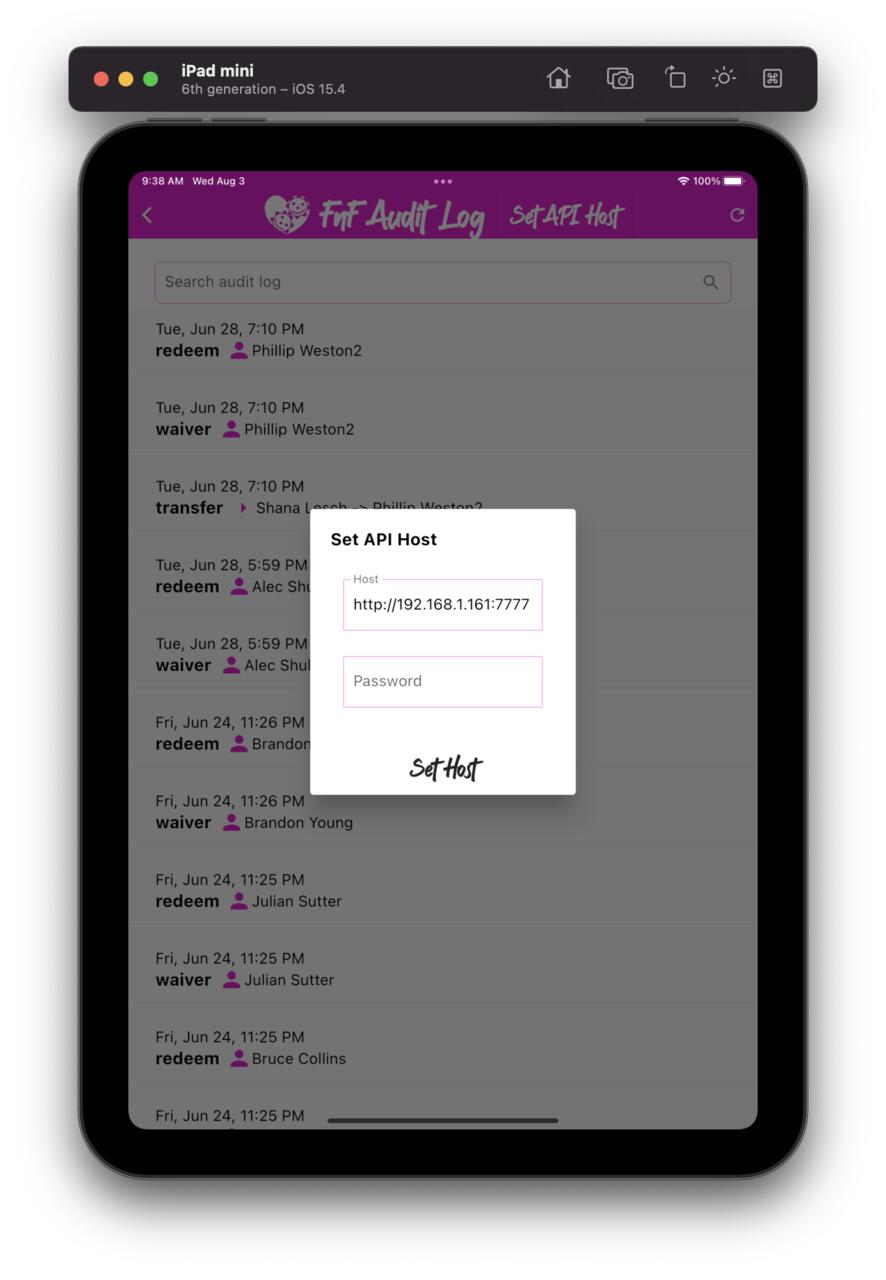 iPad mini
6th generation – iOS 15.4
9:38 AM Wed Aug 3
100%
FnF Audit Log Set API Host
Search audit log
Tue, Jun 28, 7:10 PM
redeem Phillip Weston2
Tue, Jun 28, 7:10 PM
waiver Phillip Weston2
Tue, Jun 28, 7:10 PM
transfer Shana Lesch -> Phillip Weston2
Tue, Jun 28, 5:59 PM
redeem Alec
Tue, Jun 28, 5:59 PM
waiver Alec
Fri, Jun 24, 11:26 PM
redeem Brandon
Fri, Jun 24, 11:26 PM
waiver Brandon Young
Fri, Jun 24, 11:25 PM
redeem Julian Sutter
Fri, Jun 24, 11:25 PM
waiver Julian Sutter
Fri, Jun 24, 11:25 PM
redeem Bruce Collins
Fri, Jun 24, 11:25 PM
Set API Host
Host
http://192.168.1.161:7777
Password
Set Host